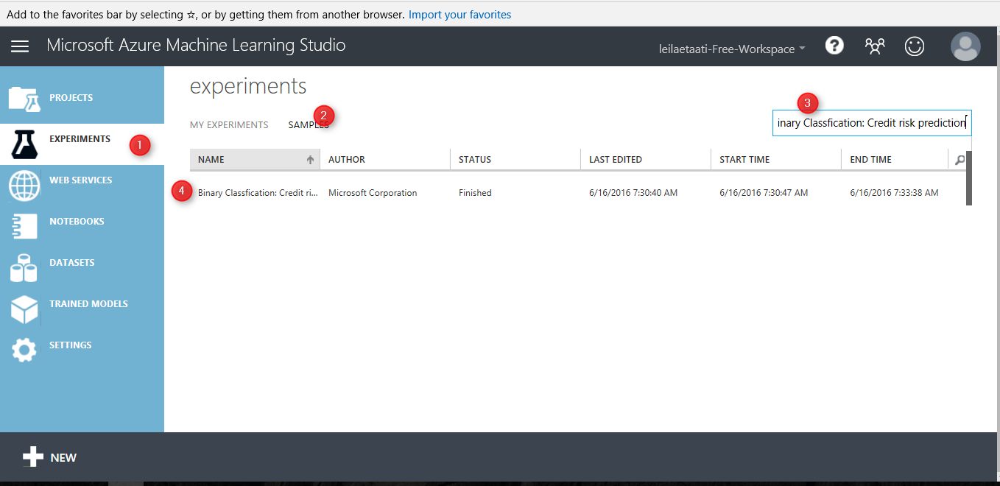 Add to the favorites bar by selecting ☆, or by getting them from another browser. Import your favorites
Microsoft Azure Machine Learning Studio
leilaetaati-Free-Workspace
?
PROJECTS
EXPERIMENTS
1
WEB SERVICES
NOTEBOOKS
DATASETS
TRAINED MODELS
SETTINGS
experiments
MY EXPERIMENTS SAMPLES
2
3
inary Classfication: Credit risk prediction
NAME AUTHOR STATUS LAST EDITED START TIME END TIME
4
Binary Classfication: Credit ri... Microsoft Corporation Finished 6/16/2016 7:30:40 AM 6/16/2016 7:30:47 AM 6/16/2016 7:33:38 AM
NEW